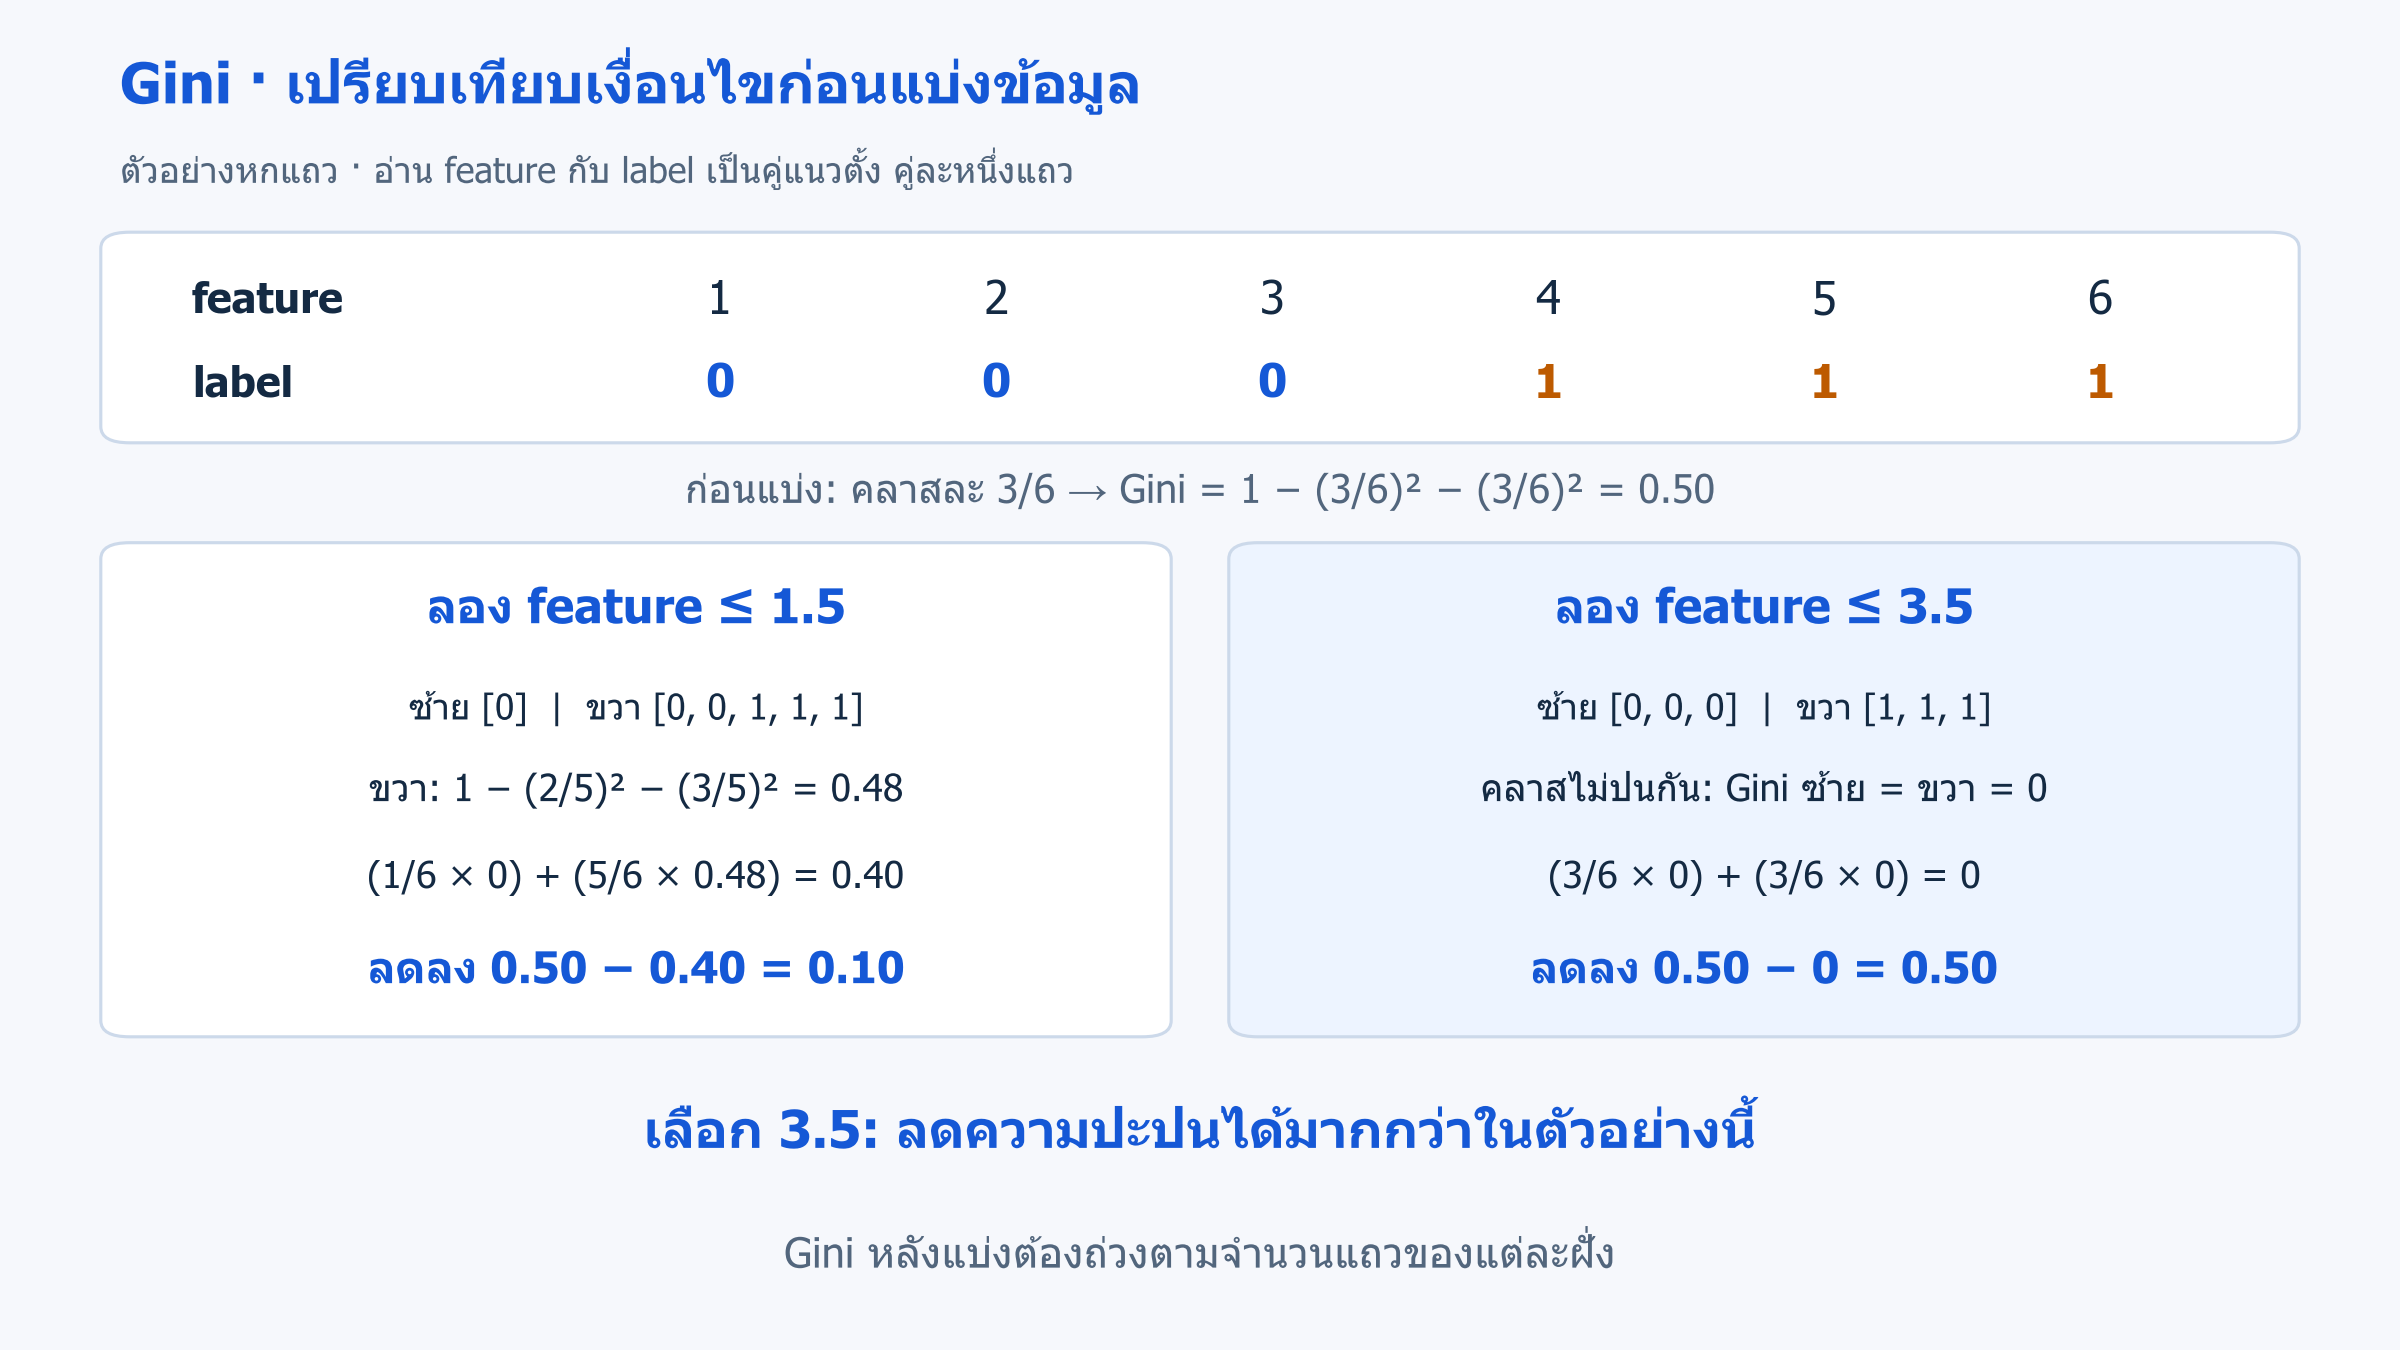 Gini · เปรียบเทียบเงื่อนไขก่อนแบ่งข้อมูล
ตัวอย่างหกแถว · อ่าน feature กับ label เป็นคู่แนวตั้ง คู่ละหนึ่งแถว
feature 1 2 3 4 5 6
label 0 0 0 1 1 1
ก่อนแบ่ง: คลาสละ 3/6 → Gini = 1 − (3/6)² − (3/6)² = 0.50
ลอง feature ≤ 1.5
ซ้าย [0] | ขวา [0, 0, 1, 1, 1]
ขวา: 1 − (2/5)² − (3/5)² = 0.48
(1/6 × 0) + (5/6 × 0.48) = 0.40
ลดลง 0.50 − 0.40 = 0.10
ลอง feature ≤ 3.5
ซ้าย [0, 0, 0] | ขวา [1, 1, 1]
คลาสไม่ปนกัน: Gini ซ้าย = ขวา = 0
(3/6 × 0) + (3/6 × 0) = 0
ลดลง 0.50 − 0 = 0.50
เลือก 3.5: ลดความปะปนได้มากกว่าในตัวอย่างนี้
Gini หลังแบ่งต้องถ่วงตามจำนวนแถวของแต่ละฝั่ง